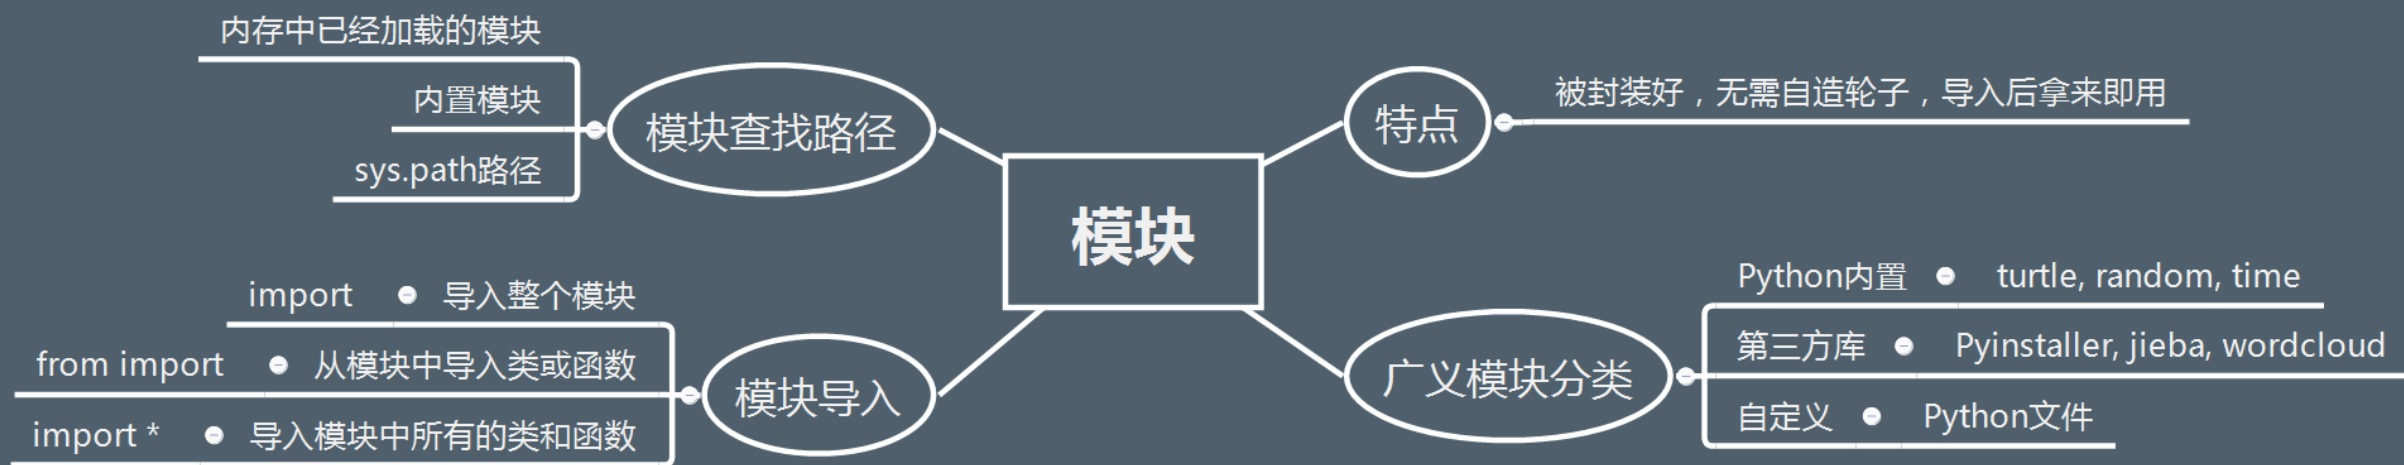 模块
特点
被封装好，无需自造轮子，导入后拿来即用
广义模块分类
Python内置
turtle, random, time
第三方库
Pyinstaller, jieba, wordcloud
自定义
Python文件
模块查找路径
内存中已经加载的模块
内置模块
sys.path路径
模块导入
导入整个模块
import
从模块中导入类或函数
from import
导入模块中所有的类和函数
import *